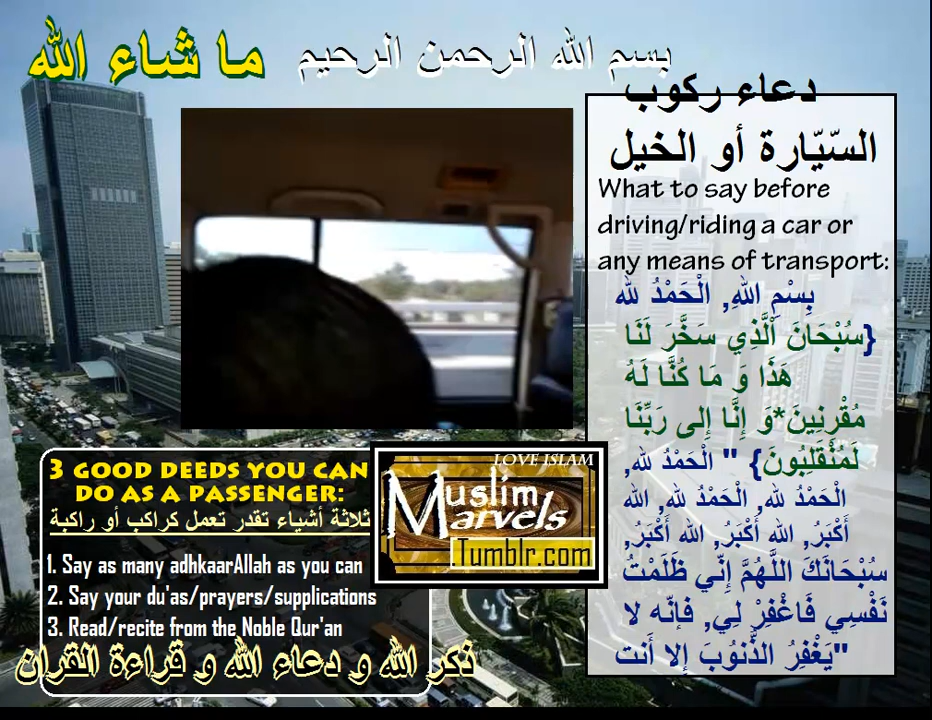 ما شاء الله
بسم الله الرحمن الرحيم
دعاء ركوب
السّيّارة أو الخيل
What to say before
driving/riding a car or
any means of transport:
بِسْمِ اللهِ, الْحَمْدُ لله
{سُبْحَانَ الَّذِي سَخَّرَ لَنَا
هَذَا وَ مَا كُنَّا لَهُ
مُقْرِنِينَ*وَ إِنَّا إِلى رَبِّنَا
لَمُنْقَلِبُونَ} " الْحَمْدُ لله,
الْحَمْدُ لله, الْحَمْدُ لله, الله
أَكْبَرُ, الله أَكْبَرُ, الله أَكْبَرُ,
سُبْحَانَكَ اللَّهُمَّ إِنِّي ظَلَمْتُ
نَفْسِي فَاغْفِرْ لِي, فَإِنَّه لا
يَغْفِرُ الذُّنوُبَ إِلا أَنت"
3 GOOD DEEDS YOU CAN
DO AS A PASSENGER:
ثلاثة أشياء تقدر تعمل كراكب أو راكبة
1. Say as many adhkaarAllah as you can
2. Say your du'as/prayers/supplications
3. Read/recite from the Noble Qur'an
ذكر الله و دعاء الله و قراءة القران
LOVE ISLAM
Muslim
Marvels
.Tumblr.com